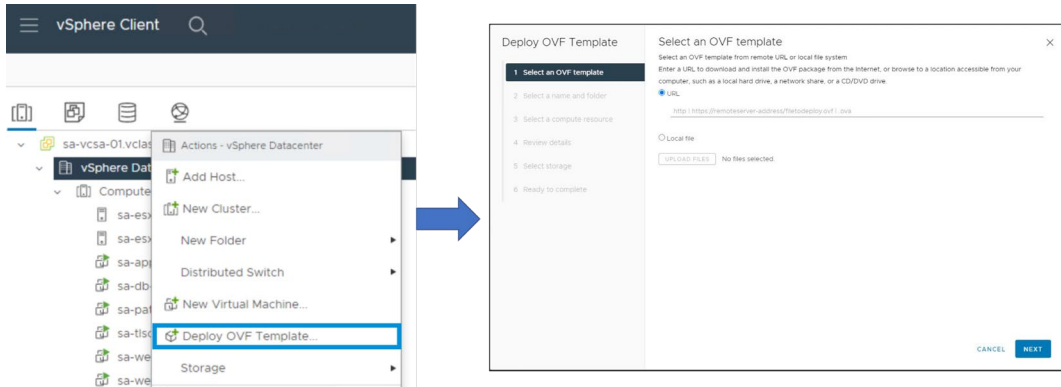 vSphere Client
sa-vcsa-01.vclas
vSphere Dat
Compute
sa-esx
sa-esx
sa-app
sa-db-
sa-pat
sa-tlsc
sa-we
sa-we
Actions - vSphere Datacenter
Add Host...
New Cluster...
New Folder
Distributed Switch
New Virtual Machine...
Deploy OVF Template...
Storage
Deploy OVF Template
1 Select an OVF template
2 Select a name and folder
3 Select a compute resource
4 Review details
5 Select storage
6 Ready to complete
Select an OVF template
Select an OVF template from remote URL or local file system
Enter a URL to download and install the OVF package from the Internet, or browse to a location accessible from your
computer, such as a local hard drive, a network share, or a CD/DVD drive.
URL
http | https://remoteserver-address/filetodeploy.ovf | .ova
Local file
UPLOAD FILES No files selected.
CANCEL NEXT